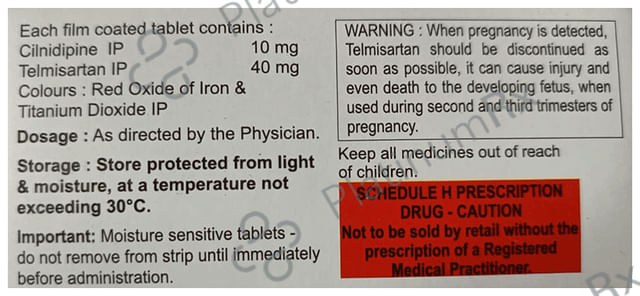 Each film coated tablet contains :
Cilnidipine IP 10 mg
Telmisartan IP 40 mg
Colours : Red Oxide of Iron &
Titanium Dioxide IP
Dosage : As directed by the Physician.
Storage : Store protected from light
& moisture, at a temperature not
exceeding 30°C.
Important: Moisture sensitive tablets -
do not remove from strip until immediately
before administration.
WARNING : When pregnancy is detected,
Telmisartan should be discontinued as
soon as possible, it can cause injury and
even death to the developing fetus, when
used during second and third trimesters of
pregnancy.
Keep all medicines out of reach
of children.
SCHEDULE H PRESCRIPTION
DRUG - CAUTION
Not to be sold by retail without the
prescription of a Registered
Medical Practitioner.
PlatinumRx